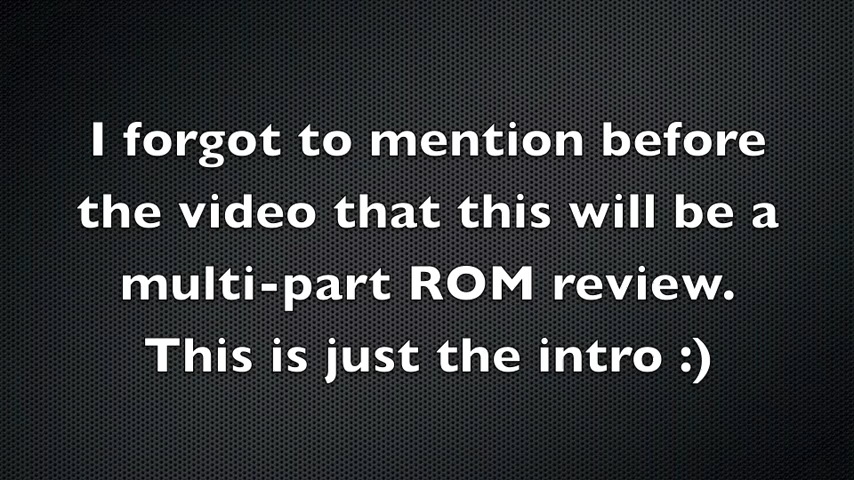 I forgot to mention before
the video that this will be a
multi-part ROM review.
This is just the intro :)